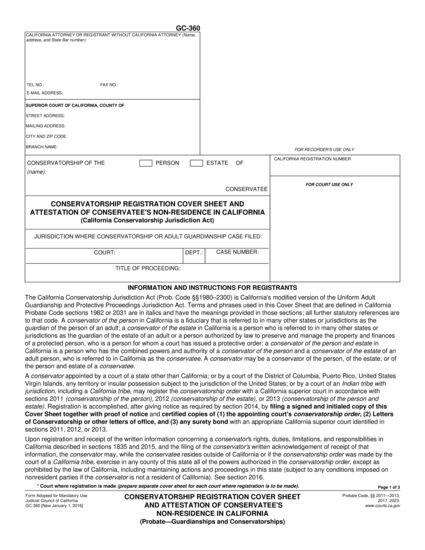 GC-360
CALIFORNIA ATTORNEY OR REGISTRANT WITHOUT CALIFORNIA ATTORNEY (Name,
address, and State Bar number):
TEL NO.: FAX NO.:
E-MAIL ADDRESS:
SUPERIOR COURT OF CALIFORNIA, COUNTY OF
STREET ADDRESS:
MAILING ADDRESS:
CITY AND ZIP CODE:
BRANCH NAME:
FOR RECORDER'S USE ONLY
CONSERVATORSHIP OF THE PERSON ESTATE OF
(name):
CONSERVATEE
CALIFORNIA REGISTRATION NUMBER
FOR COURT USE ONLY
CONSERVATORSHIP REGISTRATION COVER SHEET AND
ATTESTATION OF CONSERVATEE'S NON-RESIDENCE IN CALIFORNIA
(California Conservatorship Jurisdiction Act)
JURISDICTION WHERE CONSERVATORSHIP OR ADULT GUARDIANSHIP CASE FILED:
COURT: DEPT.: CASE NUMBER:
TITLE OF PROCEEDING:
INFORMATION AND INSTRUCTIONS FOR REGISTRANTS
The California Conservatorship Jurisdiction Act (Prob. Code §§1980–2300) is California's modified version of the Uniform Adult
Guardianship and Protective Proceedings Jurisdiction Act. Terms and phrases used in this Cover Sheet that are defined in California
Probate Code sections 1982 or 2031 are in italics and have the meanings provided in those sections; all further statutory references are
to that code. A conservator of the person in California is a fiduciary that is referred to in many other states or jurisdictions as the
guardian of the person of an adult; a conservator of the estate in California is a person who is referred to in many other states or
jurisdictions as the guardian of the estate of an adult or a person authorized by law to preserve and manage the property and finances
of a protected person, who is a person for whom a court has issued a protective order; a conservator of the person and estate in
California is a person who has the combined powers and authority of a conservator of the person and a conservator of the estate of an
adult person, who is referred to in California as the conservatee. A conservator may be a conservator of the person, of the estate, or of
the person and estate of a conservatee.
A conservator appointed by a court of a state other than California; or by a court of the District of Columbia, Puerto Rico, United States
Virgin Islands, any territory or insular possession subject to the jurisdiction of the United States; or by a court of an Indian tribe with
jurisdiction, including a California tribe, may register the conservatorship order with a California superior court in accordance with
sections 2011 (conservatorship of the person), 2012 (conservatorship of the estate), or 2013 (conservatorship of the person and
estate). Registration is accomplished, after giving notice as required by section 2014, by filing a signed and initialed copy of this
Cover Sheet together with proof of notice and certified copies of (1) the appointing court's conservatorship order, (2) Letters
of Conservatorship or other letters of office, and (3) any surety bond with an appropriate California superior court identified in
sections 2011, 2012, or 2013.
Upon registration and receipt of the written information concerning a conservator's rights, duties, limitations, and responsibilities in
California described in sections 1835 and 2015, and the filing of the conservator's written acknowledgement of receipt of that
information, the conservator may, while the conservatee resides outside of California or if the conservatorship order was made by the
court of a California tribe, exercise in any county of this state all of the powers authorized in the conservatorship order, except as
prohibited by the law of California, including maintaining actions and proceedings in this state (subject to any conditions imposed on
nonresident parties if the conservator is not a resident of California). See section 2016.
* Court where registration is made (prepare separate cover sheet for each court where registration is to be made).
Page 1 of 3
Form Adopted for Mandatory Use
Judicial Council of California
GC-360 [New January 1, 2016]
CONSERVATORSHIP REGISTRATION COVER SHEET
AND ATTESTATION OF CONSERVATEE'S
NON-RESIDENCE IN CALIFORNIA
(Probate—Guardianships and Conservatorships)
Probate Code, §§ 2011—2013,
2017, 2023;
www.courts.ca.gov